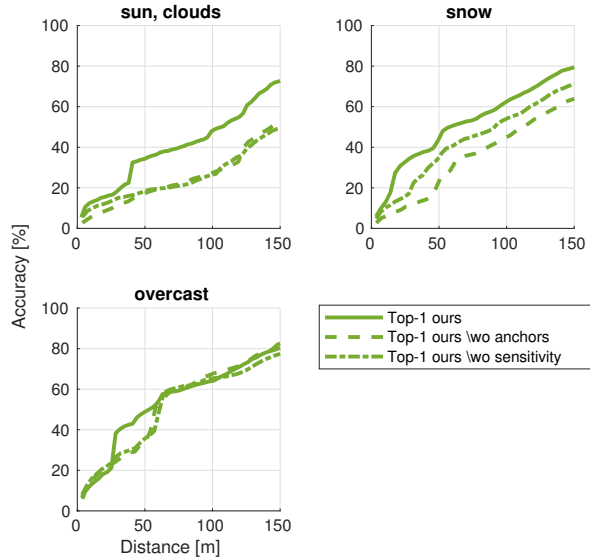 sun, clouds
100
80
60
40
20
0
0 50 100 150
snow
100
80
60
40
20
0
0 50 100 150
Accuracy [%]
overcast
100
80
60
40
20
0
0 50 100 150
Distance [m]
Top-1 ours
Top-1 ours \wo anchors
Top-1 ours \wo sensitivity